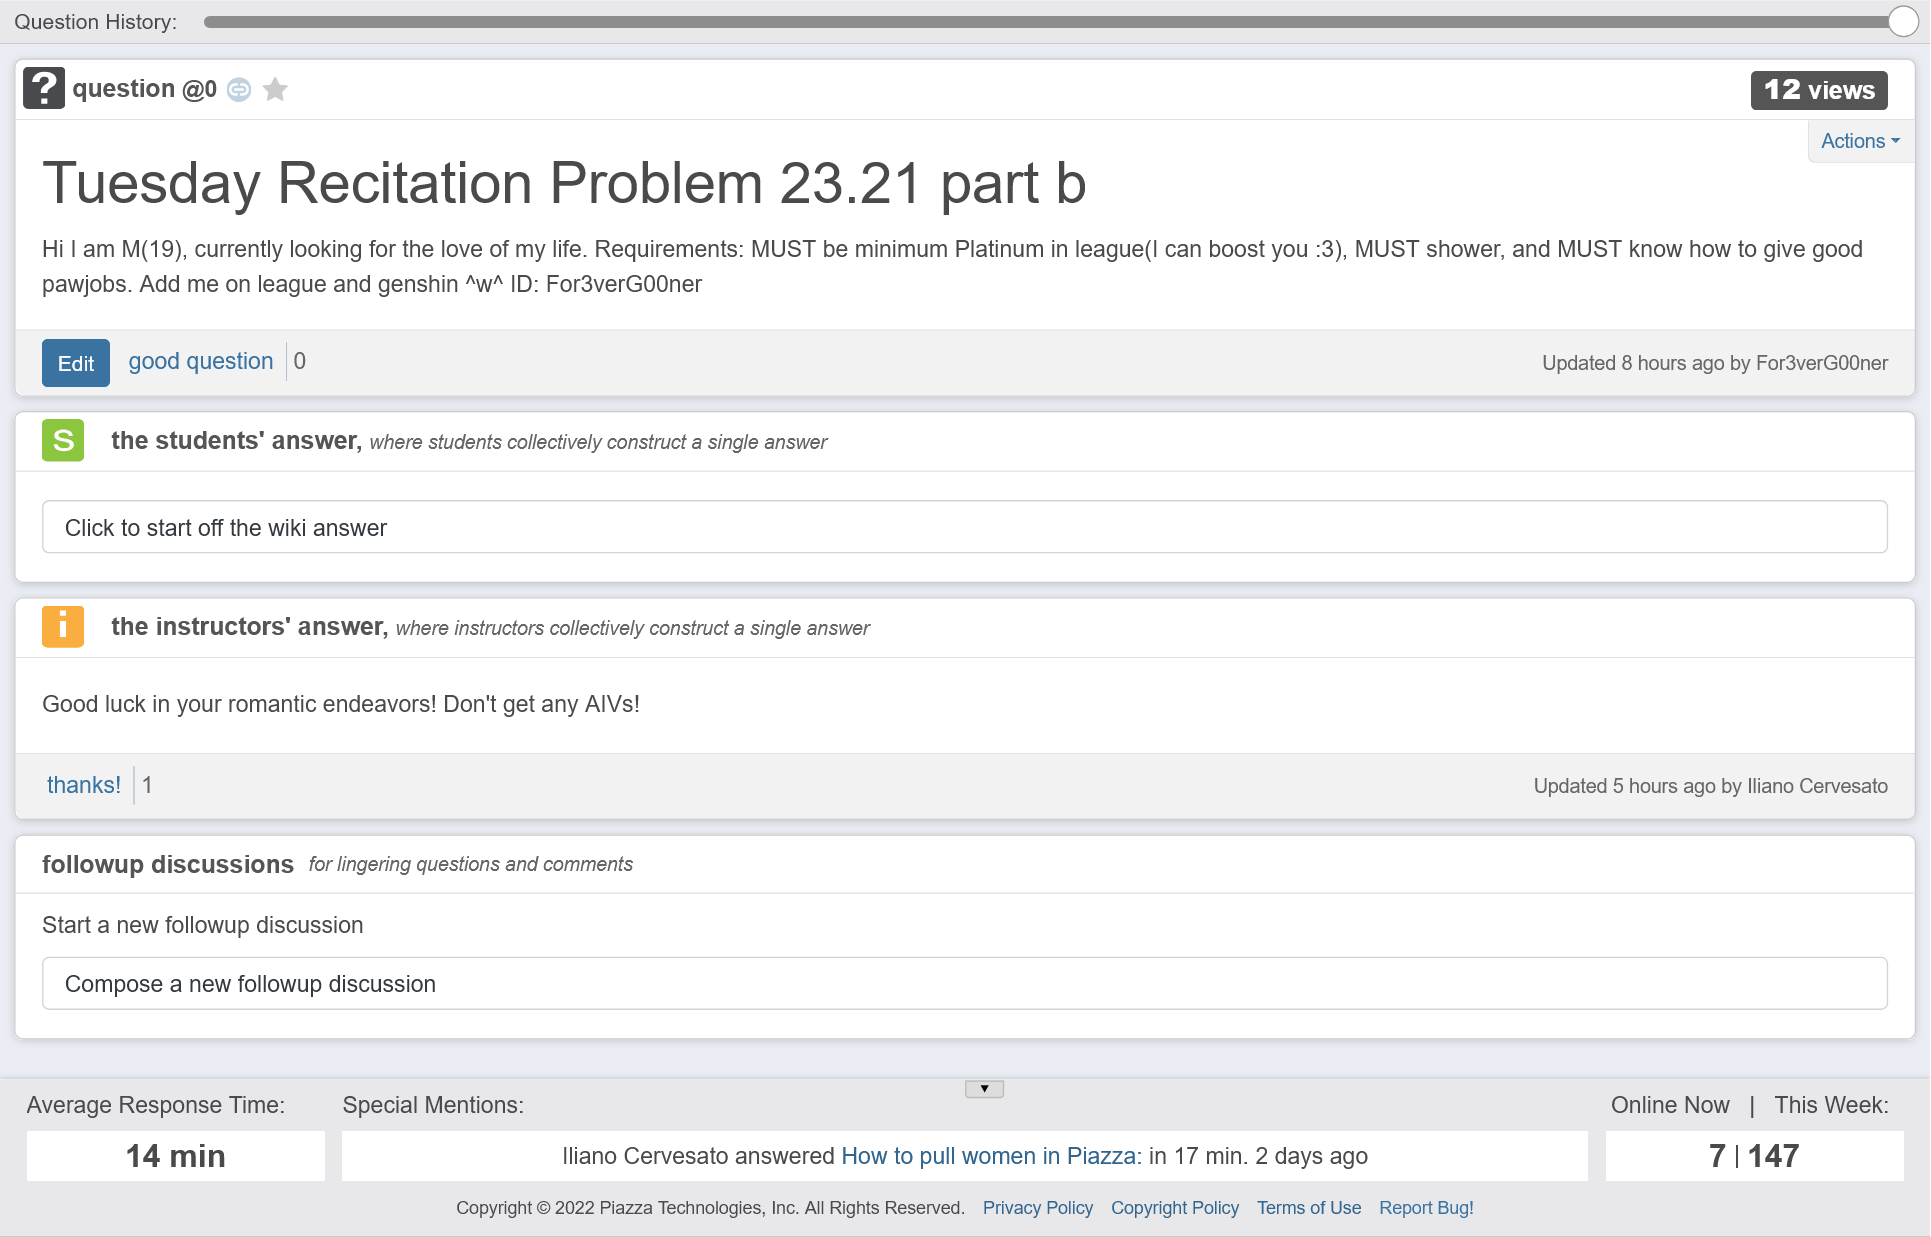 Question History:
question @0
12 views
Actions
Tuesday Recitation Problem 23.21 part b
Hi I am M(19), currently looking for the love of my life. Requirements: MUST be minimum Platinum in league(I can boost you :3), MUST shower, and MUST know how to give good
pawjobs. Add me on league and genshin ^w^ ID: For3verG00ner
Edit good question 0
Updated 8 hours ago by For3verG00ner
S the students' answer, where students collectively construct a single answer
Click to start off the wiki answer
i the instructors' answer, where instructors collectively construct a single answer
Good luck in your romantic endeavors! Don't get any AIVs!
thanks! 1
Updated 5 hours ago by Iliano Cervesato
followup discussions for lingering questions and comments
Start a new followup discussion
Compose a new followup discussion
Average Response Time: Special Mentions: Online Now | This Week:
14 min Iliano Cervesato answered How to pull women in Piazza: in 17 min. 2 days ago 7 | 147
Copyright © 2022 Piazza Technologies, Inc. All Rights Reserved. Privacy Policy Copyright Policy Terms of Use Report Bug!